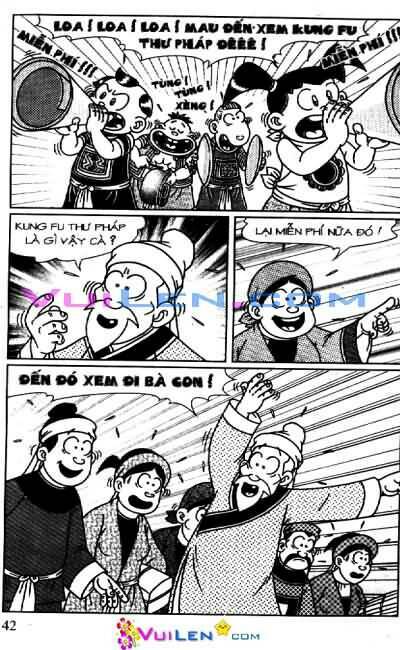 LOA! LOA! LOA! MAU ĐẾN XEM KUNG FU
THƯ PHÁP ĐÊÊÊ!
MIỄN PHÍ!!!
MIỄN PHÍ!
TÙNG!
TÙNG!
XÈNG!
KUNG FU THƯ PHÁP
LÀ GÌ VẬY CÀ?
LẠI MIỄN PHÍ NỮA ĐÓ!
VUILEN.COM
ĐẾN ĐÓ XEM ĐI BÀ CON!
42
VUILEN.COM